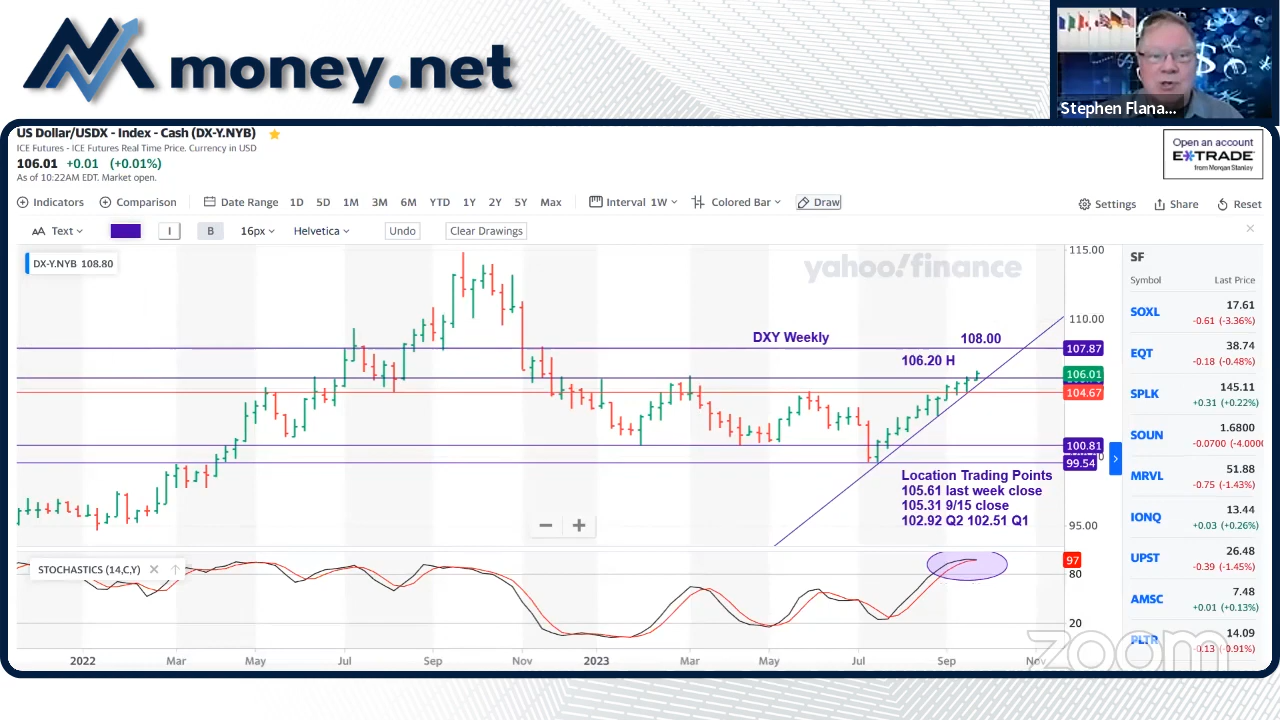 money.net
Stephen Flana...
US Dollar/USDX - Index - Cash (DX-Y.NYB)
ICE Futures - ICE Futures Real Time Price. Currency in USD
106.01 +0.01 (+0.01%)
As of 10:22AM EDT. Market open.
Open an account
E*TRADE
from Morgan Stanley
Indicators Comparison Date Range 1D 5D 1M 3M 6M YTD 1Y 2Y 5Y Max Interval 1W Colored Bar Draw Settings Share Reset
AA Text I B 16px Helvetica Undo Clear Drawings
DX-Y.NYB 108.80
yahoo!finance
DXY Weekly
108.00
106.20 H
Location Trading Points
105.61 last week close
105.31 9/15 close
102.92 Q2 102.51 Q1
115.00
110.00
107.87
106.01
104.67
100.81
99.54
95.00
STOCHASTICS (14,C,Y)
97
80
20
2022 Mar May Jul Sep Nov 2023 Mar May Jul Sep Nov
SF
Symbol Last Price
SOXL 17.61
-0.61 (-3.36%)
EQT 38.74
-0.18 (-0.48%)
SPLK 145.11
+0.31 (+0.22%)
SOUN 1.6800
-0.0700 (-4.000
MRVL 51.88
-0.75 (-1.43%)
IONQ 13.44
+0.03 (+0.26%)
UPST 26.48
-0.39 (-1.45%)
AMSC 7.48
+0.01 (+0.13%)
PLTR 14.09
-0.13 (-0.91%)
zoom